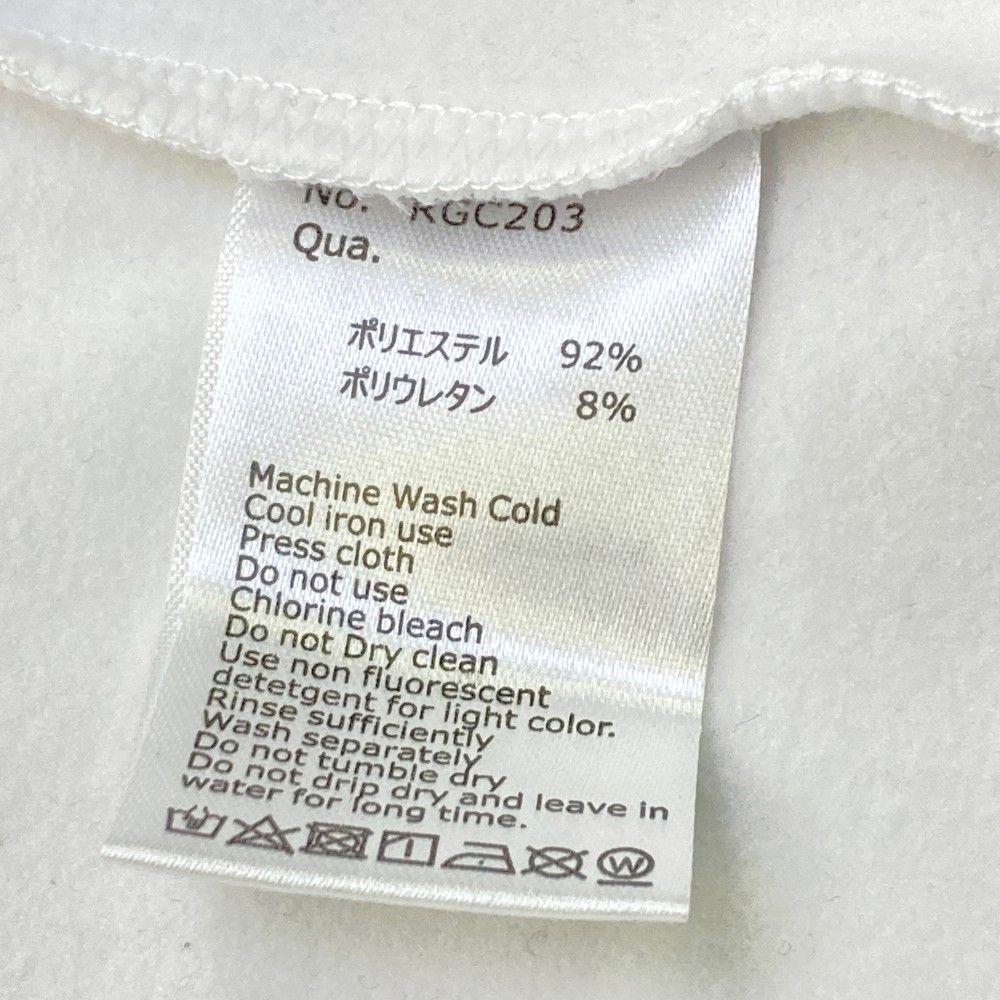 No. RGC203
Qua.
ポリエステル 92%
ポリウレタン 8%
Machine Wash Cold
Cool iron use
Press cloth
Do not use
Chlorine bleach
Do not Dry clean
Use non fluorescent
detetgent for light color.
Rinse sufficiently
Wash separately
Do not tumble dry
Do not drip dry and leave in
water for long time.
W